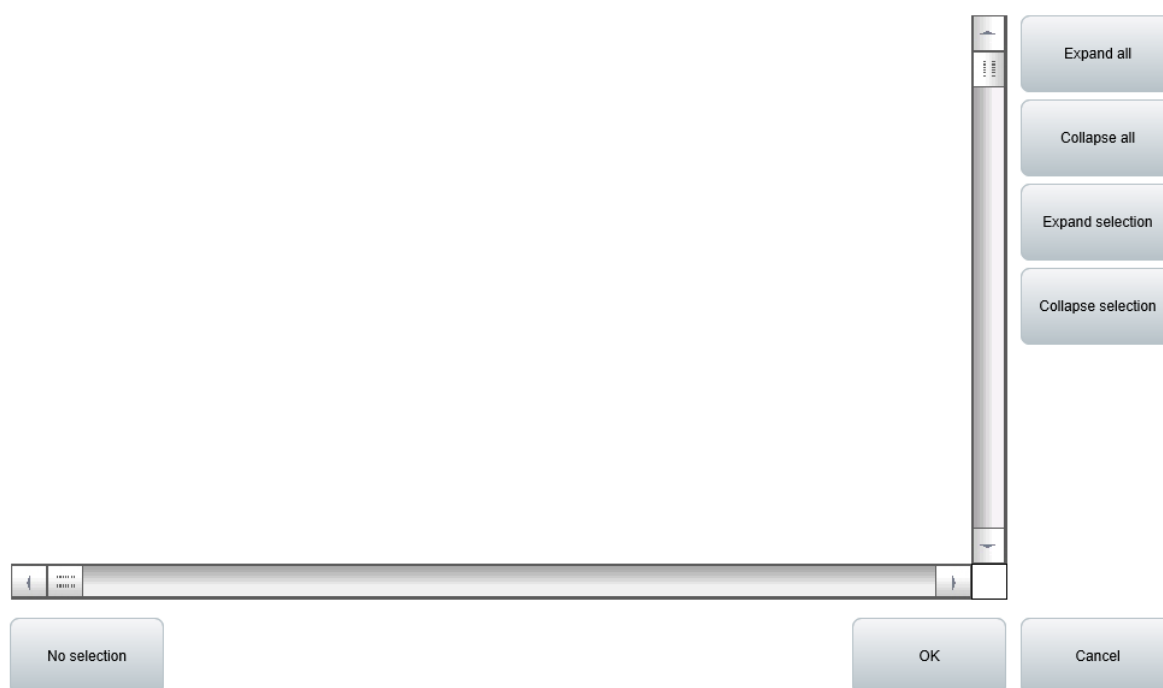 Expand all
Collapse all
Expand selection
Collapse selection
No selection
OK
Cancel